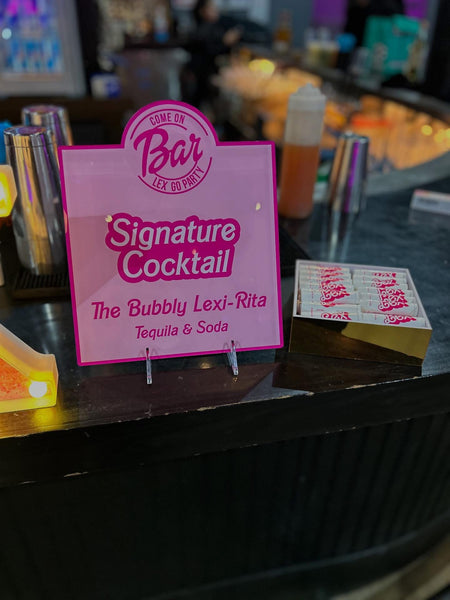 COME ON
Bar
LEX GO PARTY
Signature
Cocktail
The Bubbly Lexi-Rita
Tequila & Soda